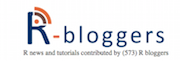 R-bloggers
R news and tutorials contributed by (573) R bloggers